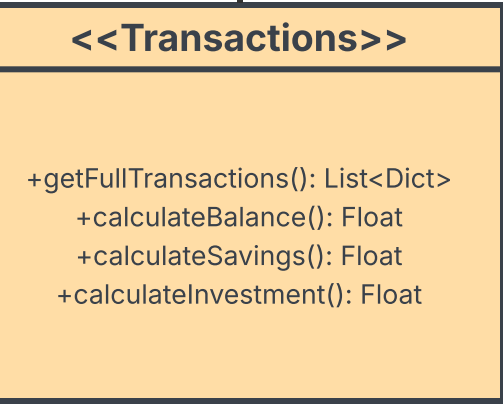 <<Transactions>>
+getFullTransactions(): List<Dict>
+calculateBalance(): Float
+calculateSavings(): Float
+calculateInvestment(): Float